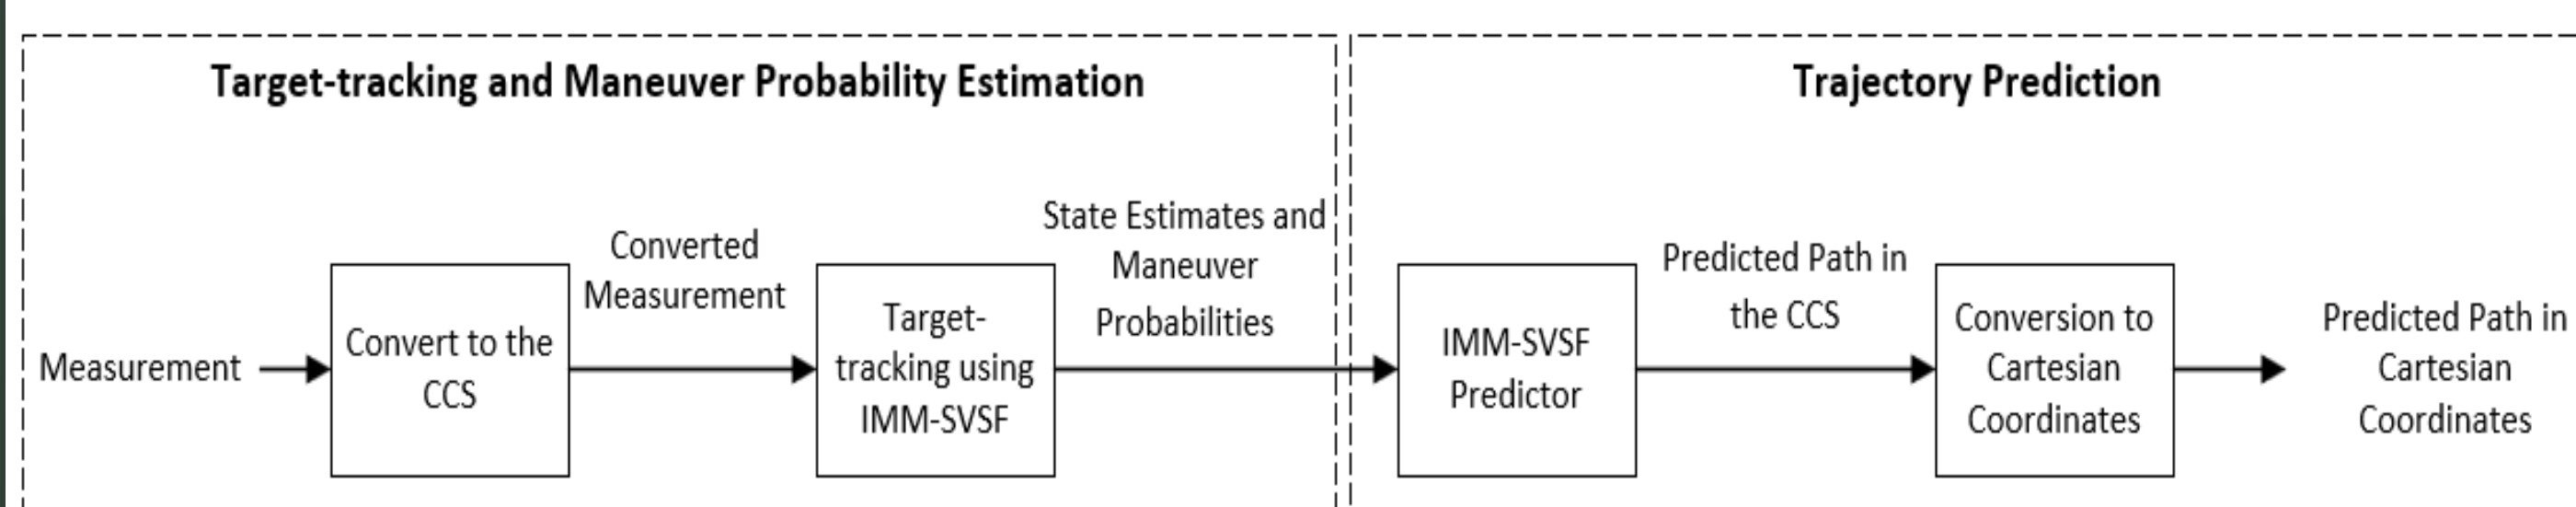 Target-tracking and Maneuver Probability Estimation
Trajectory Prediction
Measurement
Convert to the
CCS
Converted
Measurement
Target-
tracking using
IMM-SVSF
State Estimates and
Maneuver
Probabilities
IMM-SVSF
Predictor
Predicted Path in
the CCS
Conversion to
Cartesian
Coordinates
Predicted Path in
Cartesian
Coordinates